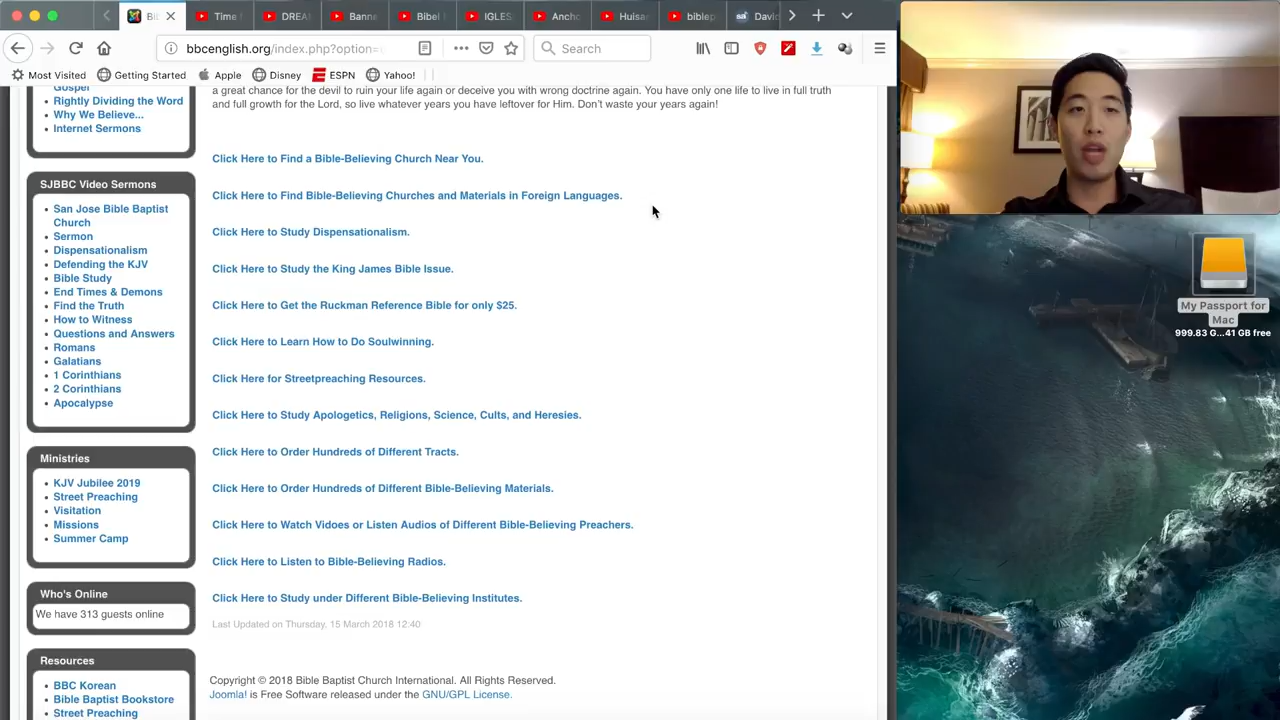 Bi
Time
DREA
Banne
Bibel
IGLES
Ancho
Huisa
biblep
David
bbcenglish.org/index.php?option=
Search
Most Visited
Getting Started
Apple
Disney
ESPN
Yahoo!
Gospel
Rightly Dividing the Word
Why We Believe...
Internet Sermons
SJBBC Video Sermons
San Jose Bible Baptist
Church
Sermon
Dispensationalism
Defending the KJV
Bible Study
End Times & Demons
Find the Truth
How to Witness
Questions and Answers
Romans
Galatians
1 Corinthians
2 Corinthians
Apocalypse
Ministries
KJV Jubilee 2019
Street Preaching
Visitation
Missions
Summer Camp
Who's Online
We have 313 guests online
Resources
BBC Korean
Bible Baptist Bookstore
Street Preaching
a great chance for the devil to ruin your life again or deceive you with wrong doctrine again. You have only one life to live in full truth
and full growth for the Lord, so live whatever years you have leftover for Him. Don't waste your years again!
Click Here to Find a Bible-Believing Church Near You.
Click Here to Find Bible-Believing Churches and Materials in Foreign Languages.
Click Here to Study Dispensationalism.
Click Here to Study the King James Bible Issue.
Click Here to Get the Ruckman Reference Bible for only $25.
Click Here to Learn How to Do Soulwinning.
Click Here for Streetpreaching Resources.
Click Here to Study Apologetics, Religions, Science, Cults, and Heresies.
Click Here to Order Hundreds of Different Tracts.
Click Here to Order Hundreds of Different Bible-Believing Materials.
Click Here to Watch Vidoes or Listen Audios of Different Bible-Believing Preachers.
Click Here to Listen to Bible-Believing Radios.
Click Here to Study under Different Bible-Believing Institutes.
Last Updated on Thursday, 15 March 2018 12:40
Copyright © 2018 Bible Baptist Church International. All Rights Reserved.
Joomla! is Free Software released under the GNU/GPL License.
My Passport for
Mac
999.83 G...41 GB free